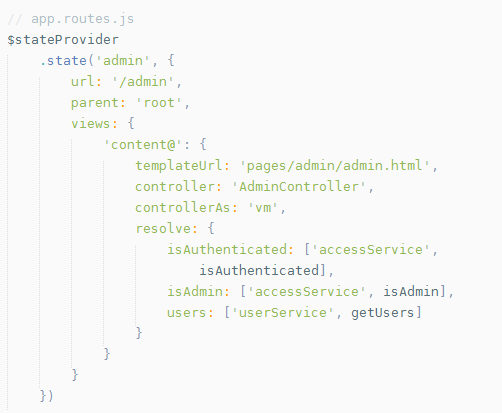 // app.routes.js
$stateProvider
    .state('admin', {
        url: '/admin',
        parent: 'root',
        views: {
            'content@': {
                templateUrl: 'pages/admin/admin.html',
                controller: 'AdminController',
                controllerAs: 'vm',
                resolve: {
                    isAuthenticated: ['accessService',
                        isAuthenticated],
                    isAdmin: ['accessService', isAdmin],
                    users: ['userService', getUsers]
                }
            }
        }
    })